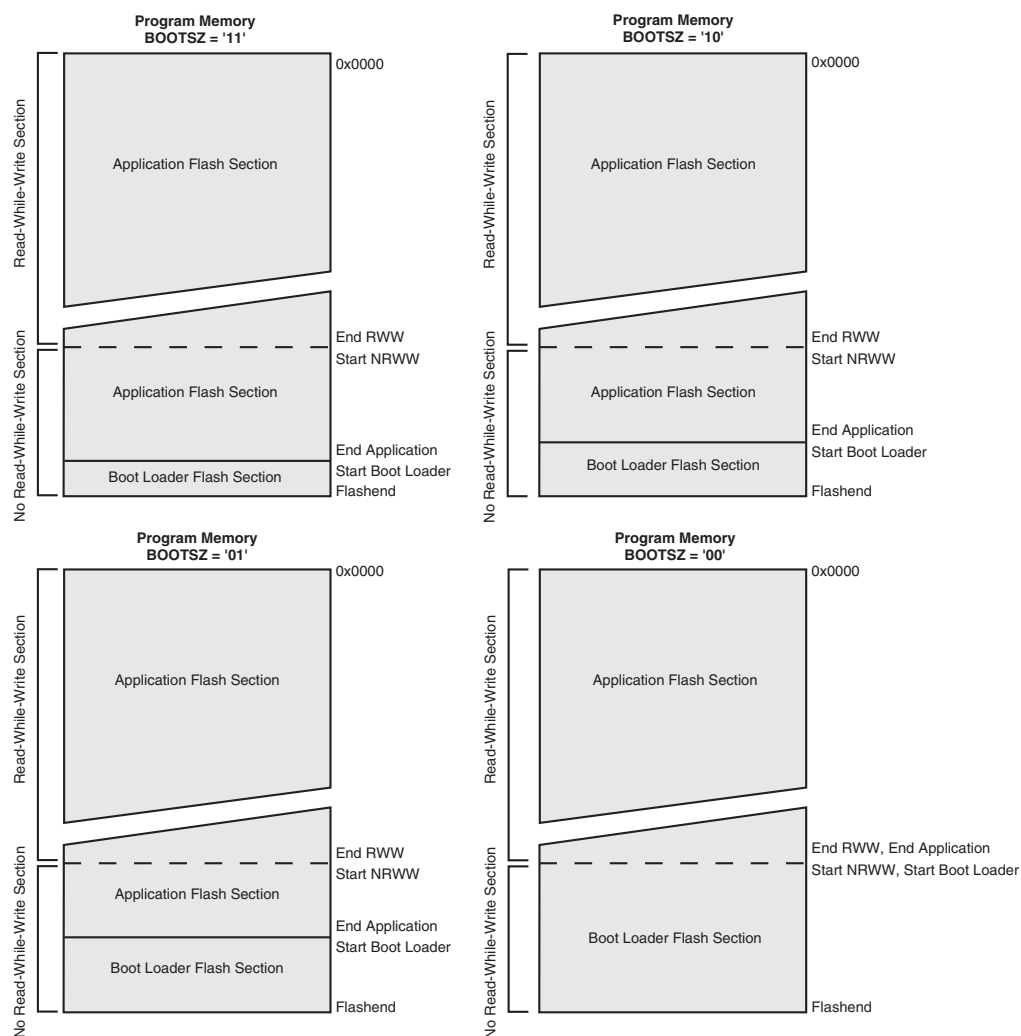 Program Memory
BOOTSZ = '11'
0x0000
Read-While-Write Section
Application Flash Section
End RWW
Start NRWW
No Read-While-Write Section
Application Flash Section
End Application
Start Boot Loader
Boot Loader Flash Section
Flashend
Program Memory
BOOTSZ = '10'
0x0000
Read-While-Write Section
Application Flash Section
End RWW
Start NRWW
No Read-While-Write Section
Application Flash Section
End Application
Start Boot Loader
Boot Loader Flash Section
Flashend
Program Memory
BOOTSZ = '01'
0x0000
Read-While-Write Section
Application Flash Section
End RWW
Start NRWW
No Read-While-Write Section
Application Flash Section
End Application
Start Boot Loader
Boot Loader Flash Section
Flashend
Program Memory
BOOTSZ = '00'
0x0000
Read-While-Write Section
Application Flash Section
End RWW, End Application
Start NRWW, Start Boot Loader
No Read-While-Write Section
Boot Loader Flash Section
Flashend